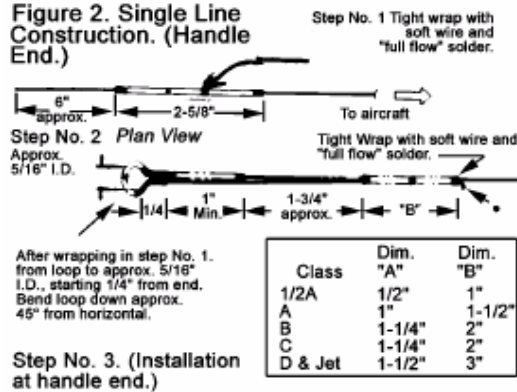 Figure 2. Single Line
Construction. (Handle
End.)
Step No. 1 Tight wrap with
soft wire and
"full flow" solder.
6"
approx.
2-5/8"
To aircraft
Step No. 2 Plan View
Approx.
5/16" I.D.
Tight Wrap with soft wire and
"full flow" solder.
1/4
1"
Min.
1-3/4"
approx.
"B"
After wrapping in step No. 1.
from loop to approx. 5/16"
I.D., starting 1/4" from end.
Bend loop down approx.
45° from horizontal.
Dim. Dim.
Class "A" "B"
1/2A 1/2" 1"
A 1" 1-1/2"
B 1-1/4" 2"
C 1-1/4" 2"
D & Jet 1-1/2" 3"
Step No. 3. (Installation
at handle end.)